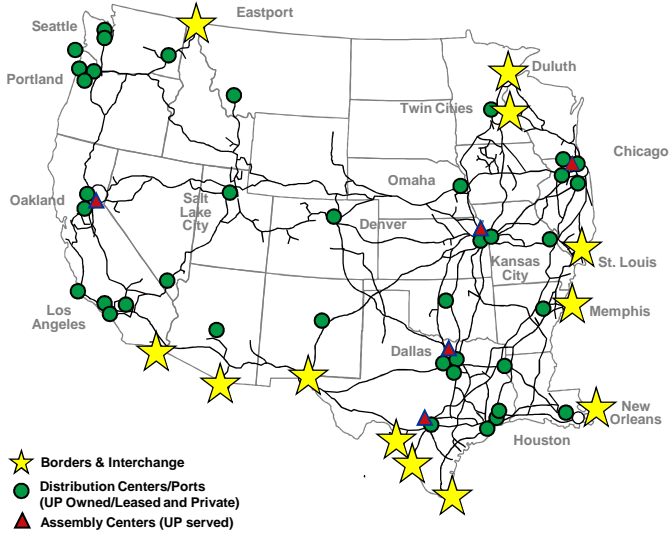 Eastport
Seattle
Duluth
Portland
Twin Cities
Chicago
Omaha
Oakland
Salt
Lake
City
Denver
Kansas
City
St. Louis
Los
Angeles
Memphis
Dallas
New
Orleans
Houston
Borders & Interchange
Distribution Centers/Ports
(UP Owned/Leased and Private)
Assembly Centers (UP served)